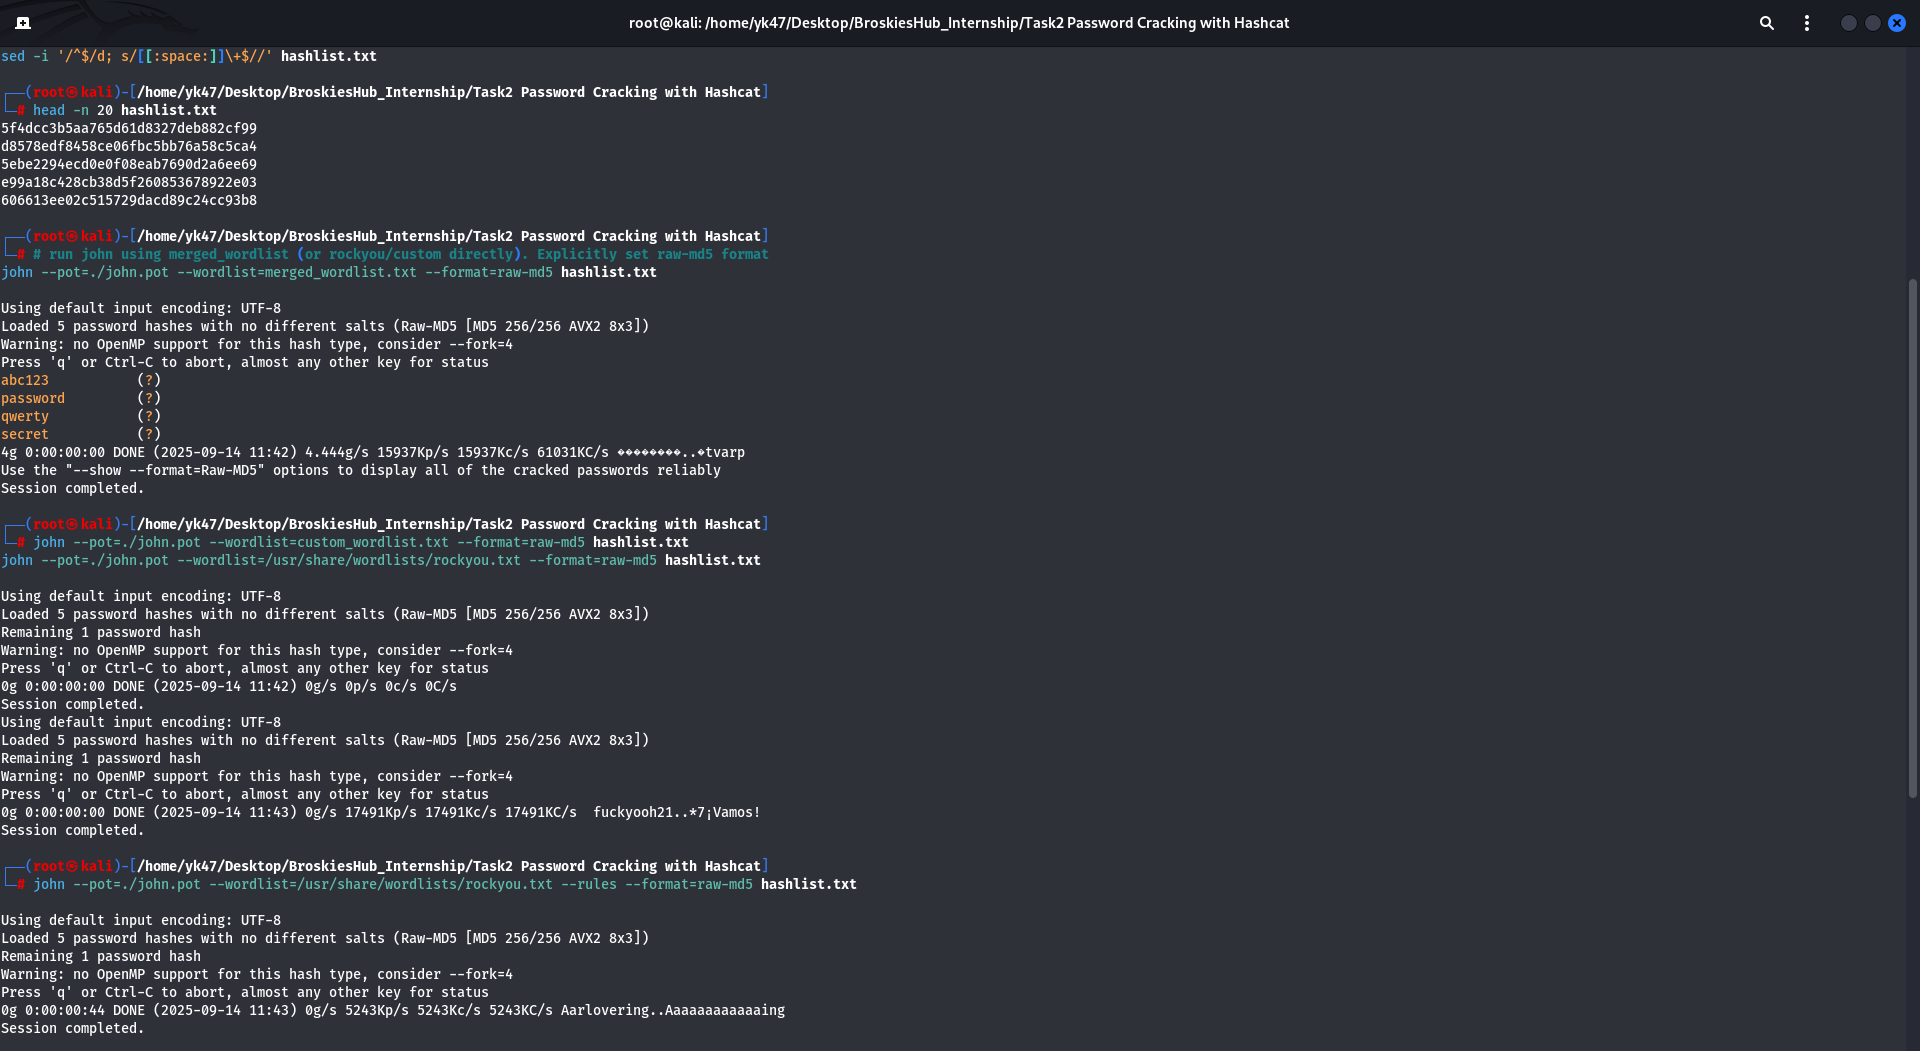 root@kali: /home/yk47/Desktop/BroskiesHub_Internship/Task2 Password Cracking with Hashcat
sed -i '/^$/d; s/[[:space:]]\+$//' hashlist.txt
┌──(root㉿kali)-[/home/yk47/Desktop/BroskiesHub_Internship/Task2 Password Cracking with Hashcat]
└─# head -n 20 hashlist.txt
5f4dcc3b5aa765d61d8327deb882cf99
d8578edf8458ce06fbc5bb76a58c5ca4
5ebe2294ecd0e0f08eab7690d2a6ee69
e99a18c428cb38d5f260853678922e03
606613ee02c515729dacd89c24cc93b8
┌──(root㉿kali)-[/home/yk47/Desktop/BroskiesHub_Internship/Task2 Password Cracking with Hashcat]
└─# # run john using merged_wordlist (or rockyou/custom directly). Explicitly set raw-md5 format
john --pot=./john.pot --wordlist=merged_wordlist.txt --format=raw-md5 hashlist.txt
Using default input encoding: UTF-8
Loaded 5 password hashes with no different salts (Raw-MD5 [MD5 256/256 AVX2 8x3])
Warning: no OpenMP support for this hash type, consider --fork=4
Press 'q' or Ctrl-C to abort, almost any other key for status
abc123           (?)
password         (?)
qwerty           (?)
secret           (?)
4g 0:00:00:00 DONE (2025-09-14 11:42) 4.444g/s 15937Kp/s 15937Kc/s 61031KC/s ��������..�tvarp
Use the "--show --format=Raw-MD5" options to display all of the cracked passwords reliably
Session completed.
┌──(root㉿kali)-[/home/yk47/Desktop/BroskiesHub_Internship/Task2 Password Cracking with Hashcat]
└─# john --pot=./john.pot --wordlist=custom_wordlist.txt --format=raw-md5 hashlist.txt
john --pot=./john.pot --wordlist=/usr/share/wordlists/rockyou.txt --format=raw-md5 hashlist.txt
Using default input encoding: UTF-8
Loaded 5 password hashes with no different salts (Raw-MD5 [MD5 256/256 AVX2 8x3])
Remaining 1 password hash
Warning: no OpenMP support for this hash type, consider --fork=4
Press 'q' or Ctrl-C to abort, almost any other key for status
0g 0:00:00:00 DONE (2025-09-14 11:42) 0g/s 0p/s 0c/s 0C/s
Session completed.
Using default input encoding: UTF-8
Loaded 5 password hashes with no different salts (Raw-MD5 [MD5 256/256 AVX2 8x3])
Remaining 1 password hash
Warning: no OpenMP support for this hash type, consider --fork=4
Press 'q' or Ctrl-C to abort, almost any other key for status
0g 0:00:00:00 DONE (2025-09-14 11:43) 0g/s 17491Kp/s 17491Kc/s 17491KC/s  fuckyooh21..*7¡Vamos!
Session completed.
┌──(root㉿kali)-[/home/yk47/Desktop/BroskiesHub_Internship/Task2 Password Cracking with Hashcat]
└─# john --pot=./john.pot --wordlist=/usr/share/wordlists/rockyou.txt --rules --format=raw-md5 hashlist.txt
Using default input encoding: UTF-8
Loaded 5 password hashes with no different salts (Raw-MD5 [MD5 256/256 AVX2 8x3])
Remaining 1 password hash
Warning: no OpenMP support for this hash type, consider --fork=4
Press 'q' or Ctrl-C to abort, almost any other key for status
0g 0:00:00:44 DONE (2025-09-14 11:43) 0g/s 5243Kp/s 5243Kc/s 5243KC/s Aarlovering..Aaaaaaaaaaaaing
Session completed.